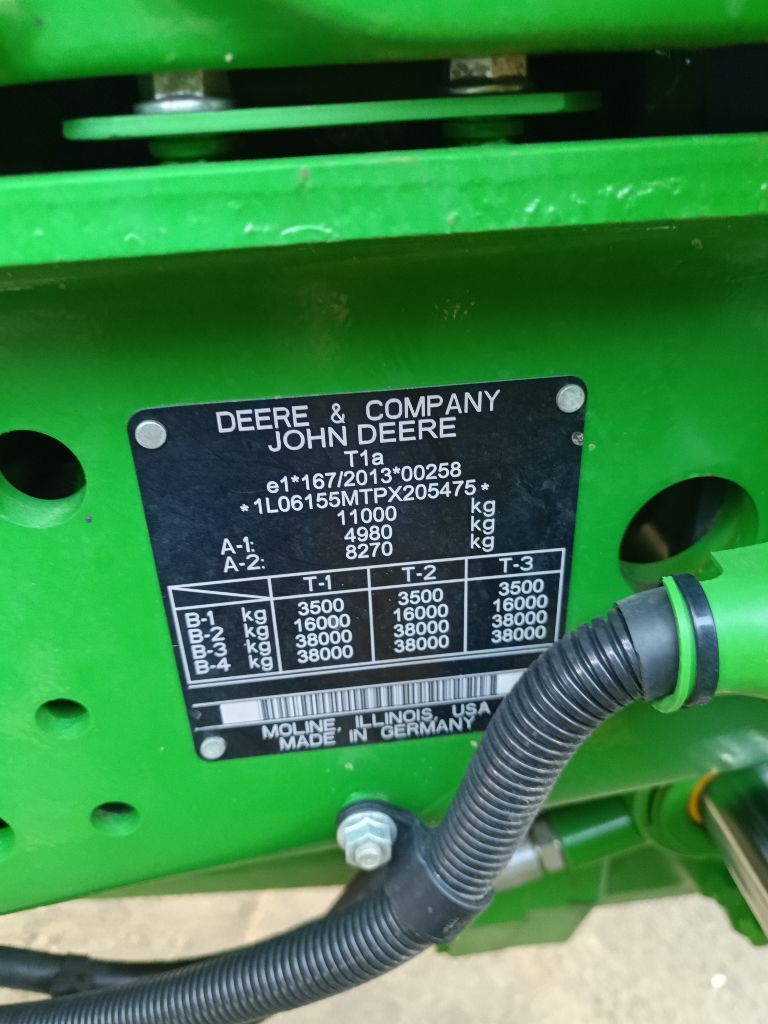 DEERE & COMPANY
JOHN DEERE
T1a
e1*167/2013*00258
*1L06155MTPX205475*
11000 kg
A-1: 4980 kg
A-2: 8270 kg
T-1 T-2 T-3
B-1 kg 3500 3500 3500
B-2 kg 16000 16000 16000
B-3 kg 38000 38000 38000
B-4 kg 38000 38000 38000
MOLINE, ILLINOIS, USA
MADE IN GERMANY